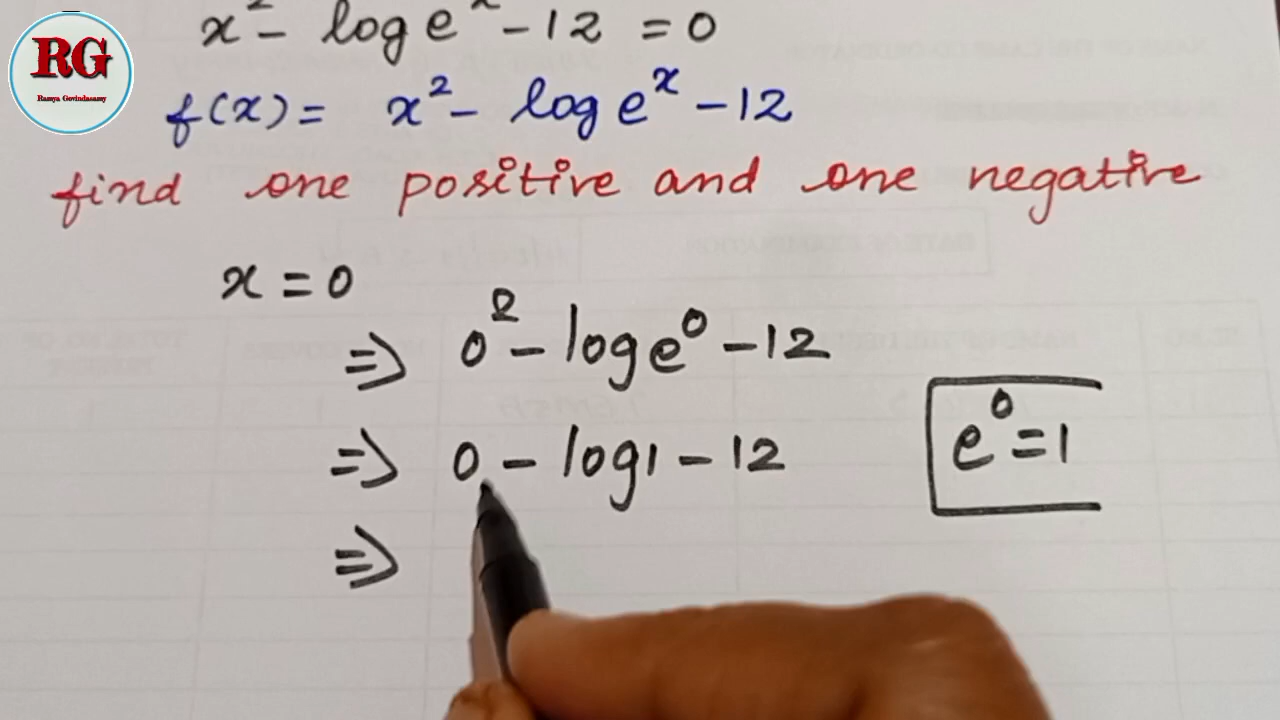 RG
Ramya Govindasamy
x² - log eˣ - 12 = 0
f(x) = x² - log eˣ - 12
find one positive and one negative
x = 0
⇒ 0² - log e⁰ - 12
⇒ 0 - log1 - 12
e⁰ = 1
⇒